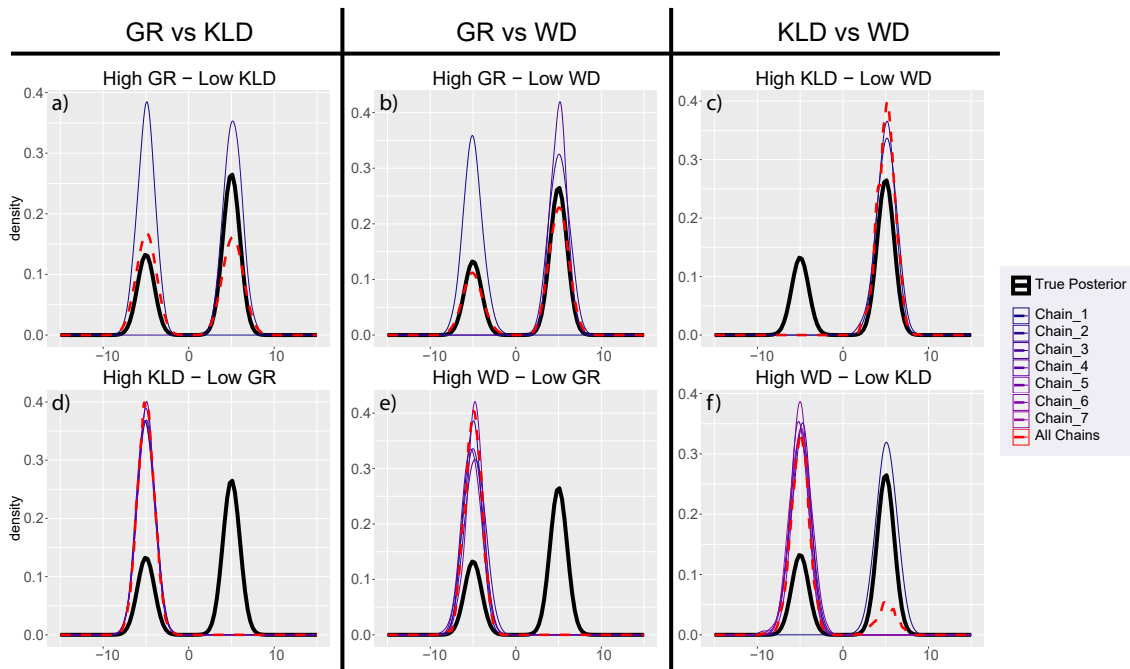 GR vs KLD
GR vs WD
KLD vs WD
High GR − Low KLD
High GR − Low WD
High KLD − Low WD
a)
b)
c)
density
0.4
0.3
0.2
0.1
0.0
−10
0
10
0.4
0.3
0.2
0.1
0.0
−10
0
10
0.4
0.3
0.2
0.1
0.0
−10
0
10
True Posterior
Chain_1
Chain_2
Chain_3
Chain_4
Chain_5
Chain_6
Chain_7
All Chains
High KLD − Low GR
High WD − Low GR
High WD − Low KLD
d)
e)
f)
density
0.4
0.3
0.2
0.1
0.0
−10
0
10
0.4
0.3
0.2
0.1
0.0
−10
0
10
0.4
0.3
0.2
0.1
0.0
−10
0
10